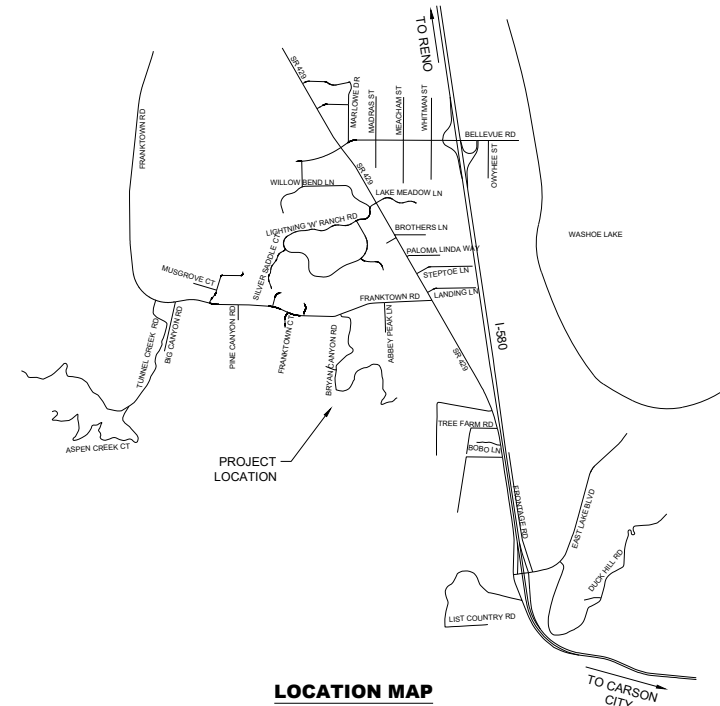 TO RENO
SR 429
FRANKTOWN RD
MARLOWE DR
MADRAS ST
MEACHAM ST
WHITMAN ST
BELLEVUE RD
OWYHEE ST
SR 429
WILLOW BEND LN
LAKE MEADOW LN
LIGHTNING 'W' RANCH RD
BROTHERS LN
WASHOE LAKE
PALOMA LINDA WAY
SILVER SADDLE CT
STEPTOE LN
MUSGROVE CT
FRANKTOWN RD
LANDING LN
I-580
TUNNEL CREEK RD
BIG CANYON RD
PINE CANYON RD
FRANKTOWN CT
BRYAN CANYON RD
ABBEY PEAK LN
SR 429
TREE FARM RD
BOBO LN
ASPEN CREEK CT
PROJECT
LOCATION
FRONTAGE RD
EAST LAKE BLVD
DUCK HILL RD
LIST COUNTRY RD
TO CARSON
CITY
LOCATION MAP